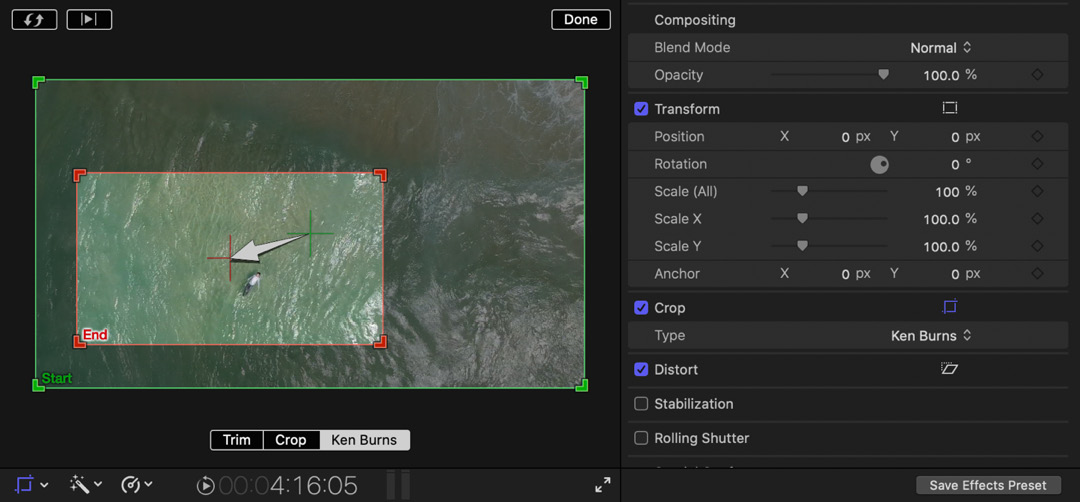 Done
End
Start
Trim Crop Ken Burns
00:04:16:05
Compositing
Blend Mode Normal
Opacity 100.0 %
Transform
Position X 0 px Y 0 px
Rotation 0 °
Scale (All) 100 %
Scale X 100.0 %
Scale Y 100.0 %
Anchor X 0 px Y 0 px
Crop
Type Ken Burns
Distort
Stabilization
Rolling Shutter
Save Effects Preset